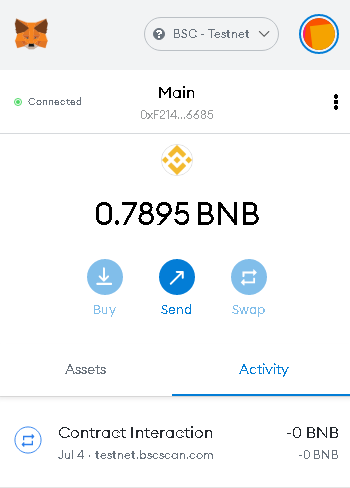 BSC - Testnet
Connected
Main
0xF214...6685
0.7895 BNB
Buy
Send
Swap
Assets
Activity
Contract Interaction
-0 BNB
Jul 4 · testnet.bscscan.com
-0 BNB